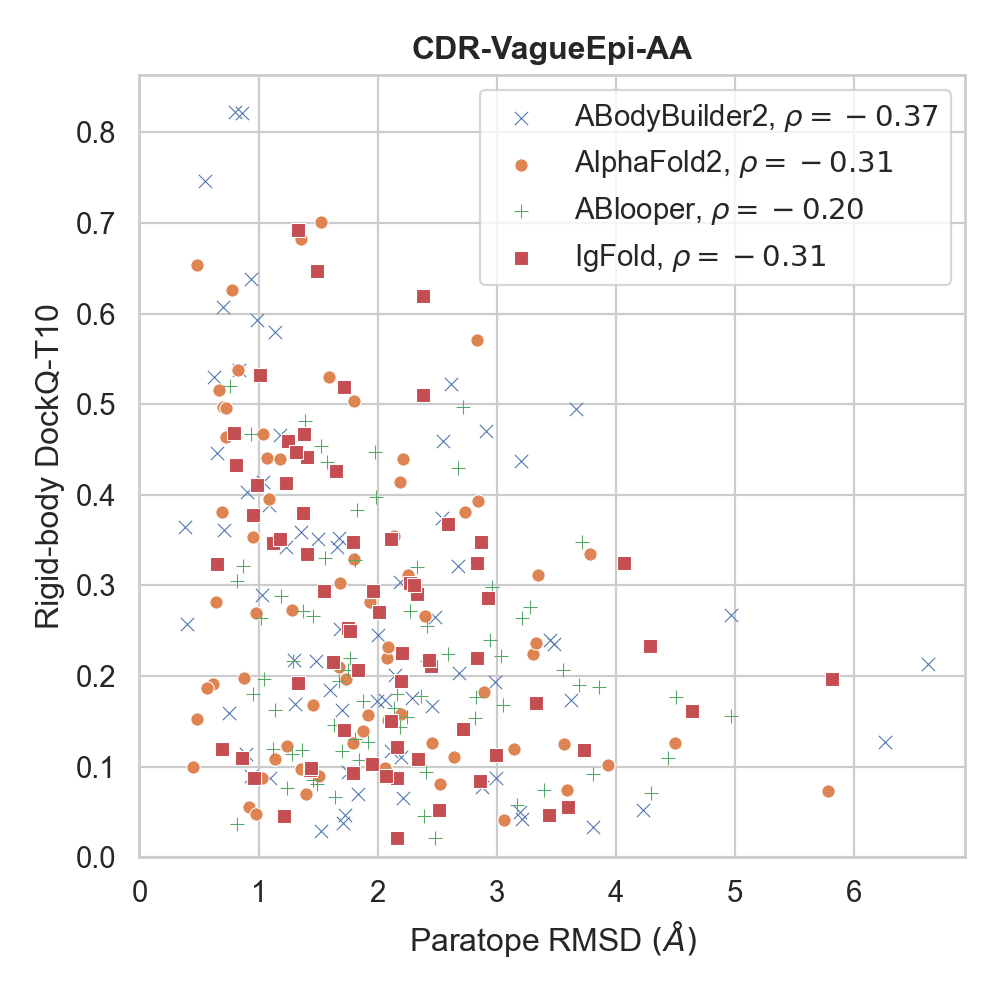 CDR-VagueEpi-AA
ABodyBuilder2, ρ = −0.37
AlphaFold2, ρ = −0.31
ABlooper, ρ = −0.20
IgFold, ρ = −0.31
Rigid-body DockQ-T10
0.8
0.7
0.6
0.5
0.4
0.3
0.2
0.1
0.0
0 1 2 3 4 5 6
Paratope RMSD (Å)